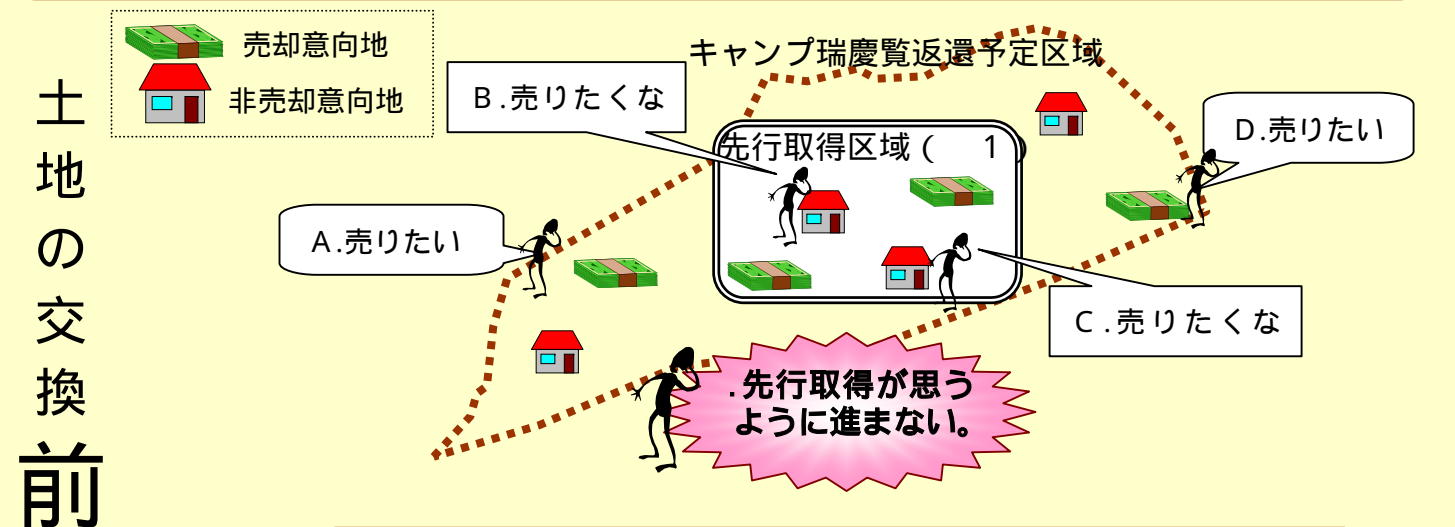 土地の交換前
売却意向地
非売却意向地
キャンプ瑞慶覧返還予定区域
B.売りたくな
先行取得区域( 1)
D.売りたい
A.売りたい
C.売りたくな
.先行取得が思う
ように進まない。